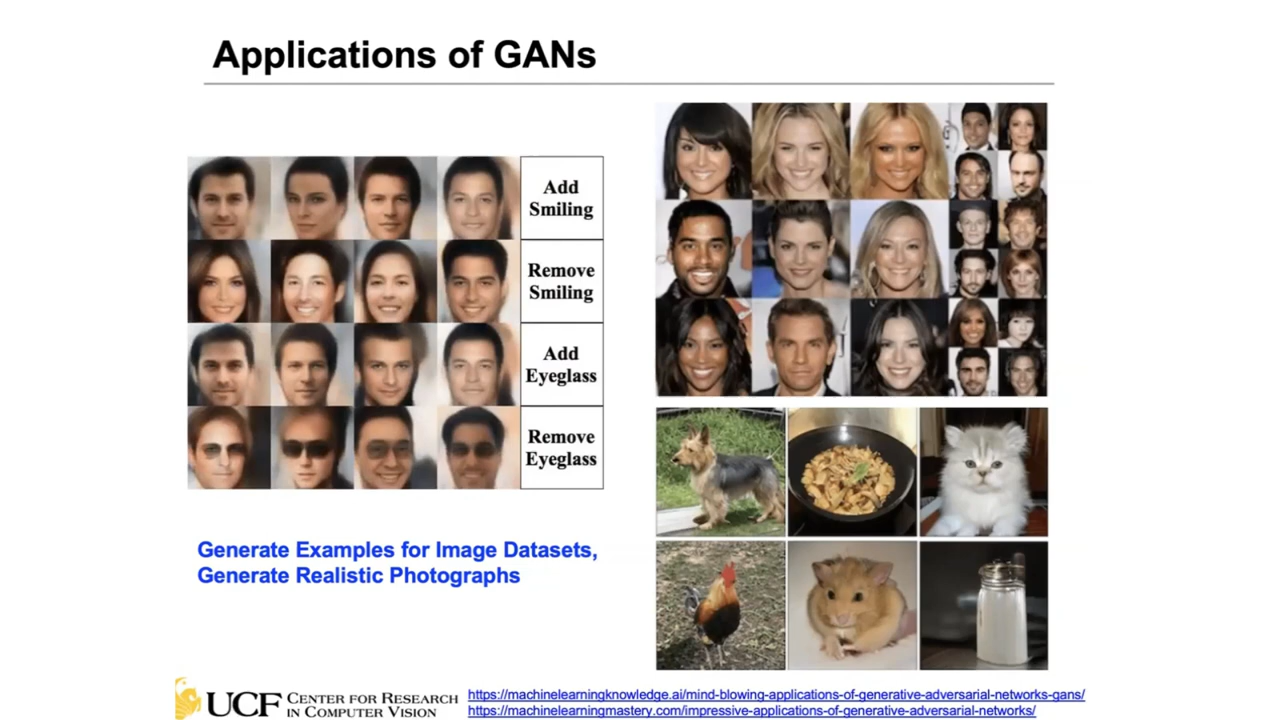 Applications of GANs
Add
Smiling
Remove
Smiling
Add
Eyeglass
Remove
Eyeglass
Generate Examples for Image Datasets,
Generate Realistic Photographs
UCF CENTER FOR RESEARCH
IN COMPUTER VISION
https://machinelearningknowledge.ai/mind-blowing-applications-of-generative-adversarial-networks-gans/
https://machinelearningmastery.com/impressive-applications-of-generative-adversarial-networks/